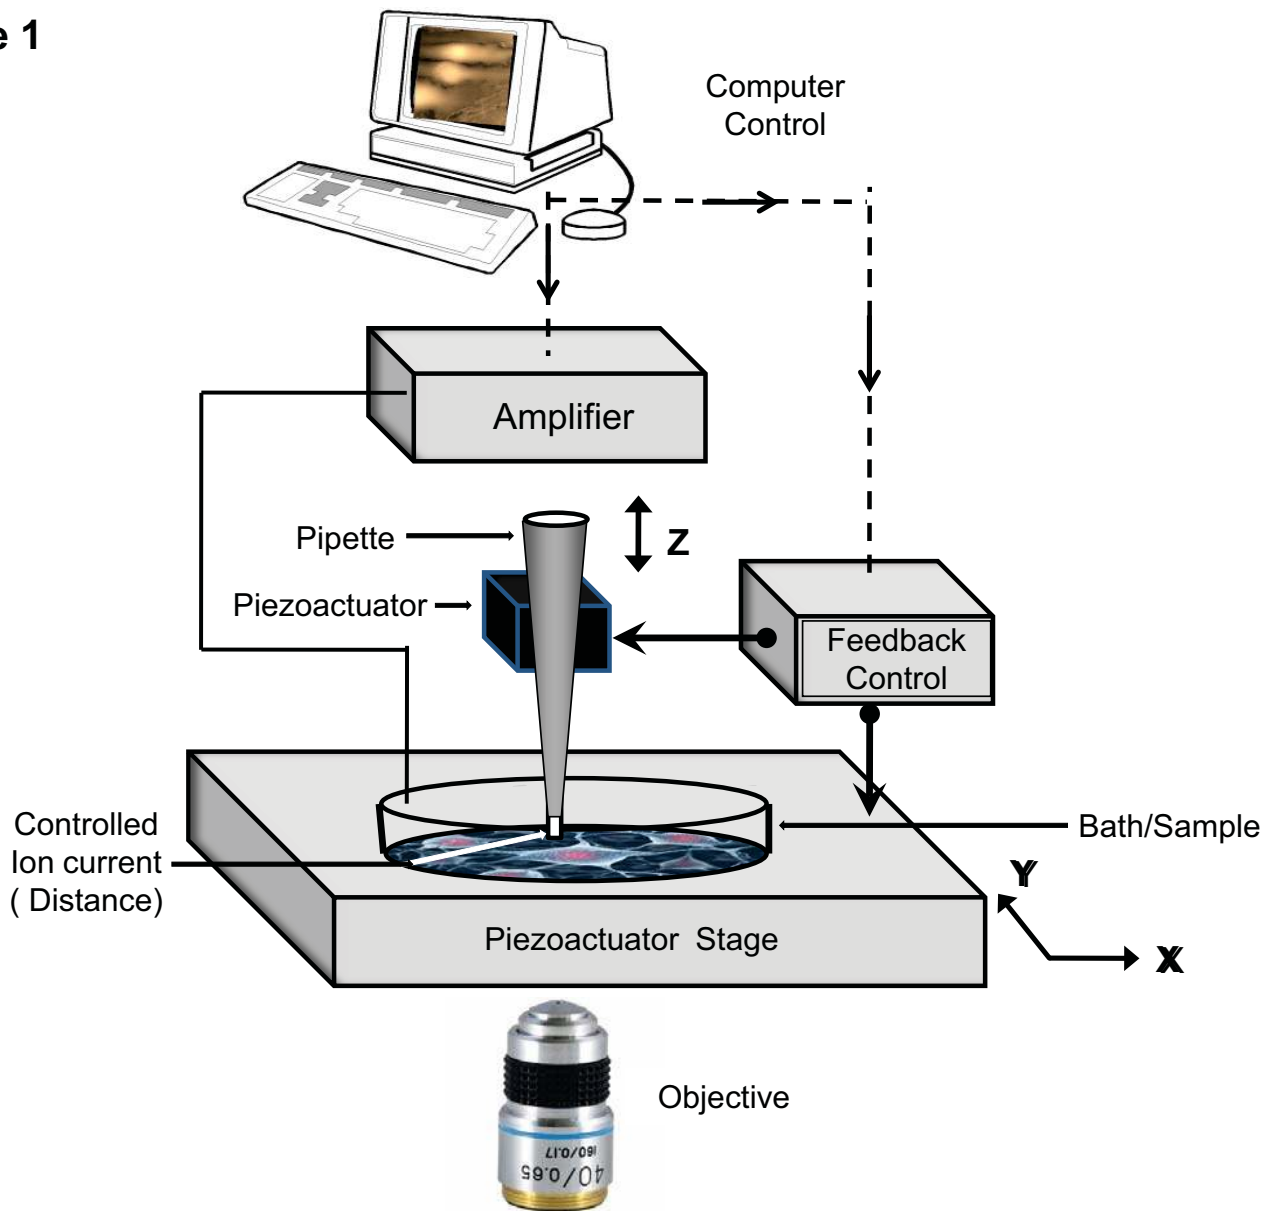 e 1
Computer
Control
Amplifier
Pipette
Z
Piezoactuator
Feedback
Control
Controlled
Ion current
( Distance)
Bath/Sample
Y
X
Piezoactuator Stage
Objective
160/0.17
40/0.65